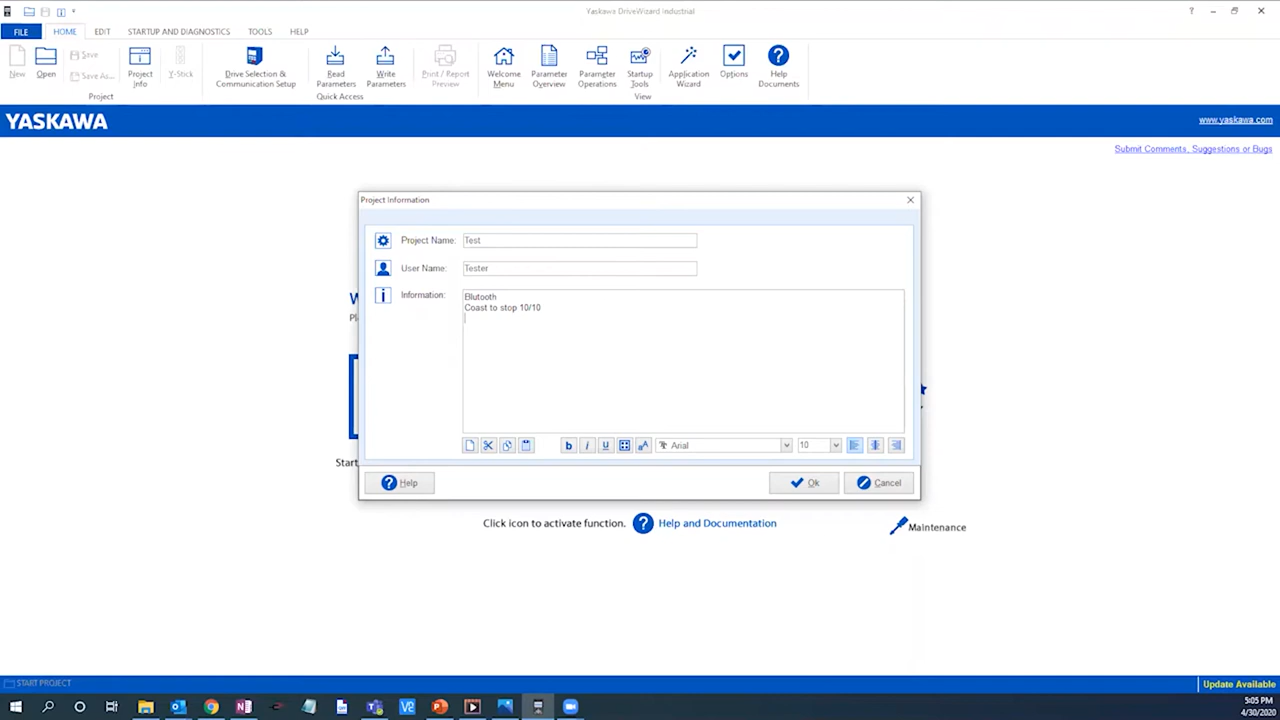 Yaskawa DriveWizard Industrial
FILE
HOME
EDIT
STARTUP AND DIAGNOSTICS
TOOLS
HELP
New
Open
Save
Save As...
Project
Info
Y-Stick
Drive Selection &
Communication Setup
Read
Parameters
Write
Parameters
Print / Report
Preview
Welcome
Menu
Parameter
Overview
Parameter
Operations
Startup
Tools
Application
Wizard
Options
Help
Documents
Project
Quick Access
View
YASKAWA
www.yaskawa.com
Submit Comments, Suggestions or Bugs
Project Information
Project Name: Test
User Name: Tester
Information:
Blutooth
Coast to stop 10/10
Arial
10
Help
Ok
Cancel
Start
Click icon to activate function.
Help and Documentation
Maintenance
START PROJECT
Update Available
5:05 PM
4/30/2020